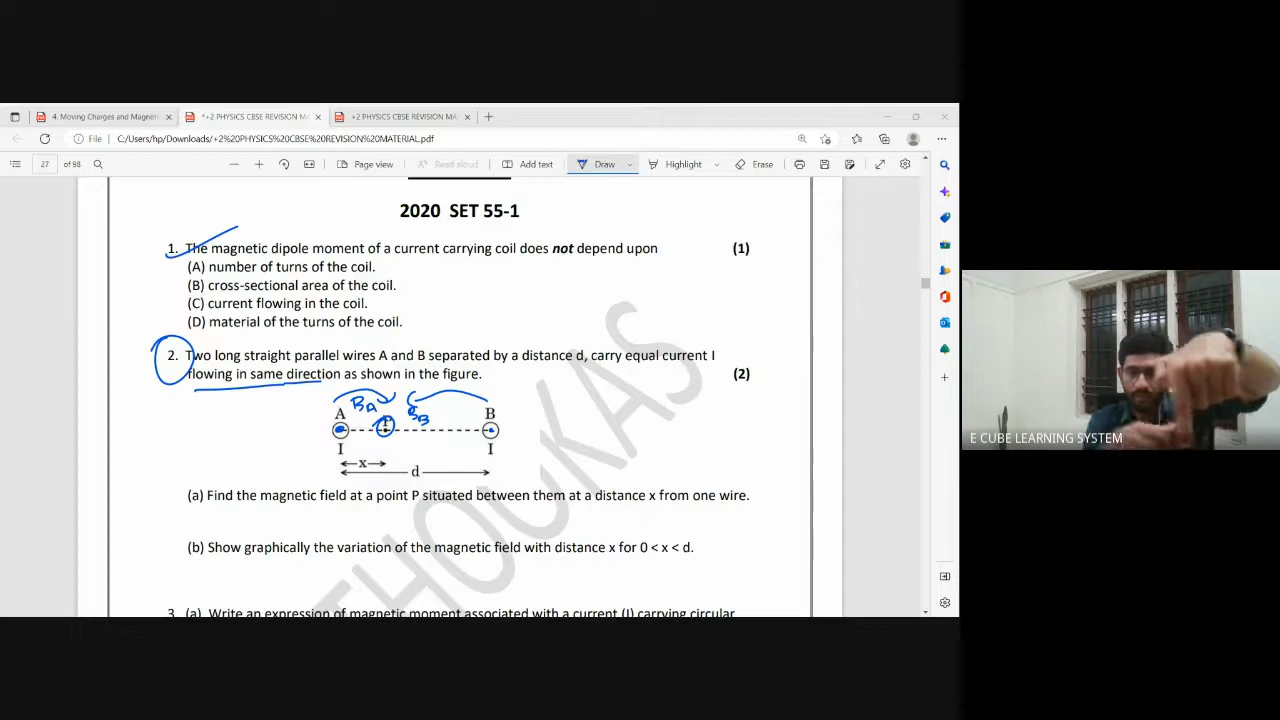 4. Moving Charges and Magnet
*+2 PHYSICS CBSE REVISION MA
+2 PHYSICS CBSE REVISION MA
File
C:/Users/hp/Downloads/+2%20PHYSICS%20CBSE%20REVISION%20MATERIAL.pdf
27 of 98
Page view
Read aloud
Add text
Draw
Highlight
Erase
2020 SET 55-1
1. The magnetic dipole moment of a current carrying coil does not depend upon (1)
(A) number of turns of the coil.
(B) cross-sectional area of the coil.
(C) current flowing in the coil.
(D) material of the turns of the coil.
2. Two long straight parallel wires A and B separated by a distance d, carry equal current I
flowing in same direction as shown in the figure. (2)
BA
BB
A P B
I I
x
d
(a) Find the magnetic field at a point P situated between them at a distance x from one wire.
(b) Show graphically the variation of the magnetic field with distance x for 0 < x < d.
3. (a) Write an expression of magnetic moment associated with a current (I) carrying circular
THOUKAS
E CUBE LEARNING SYSTEM